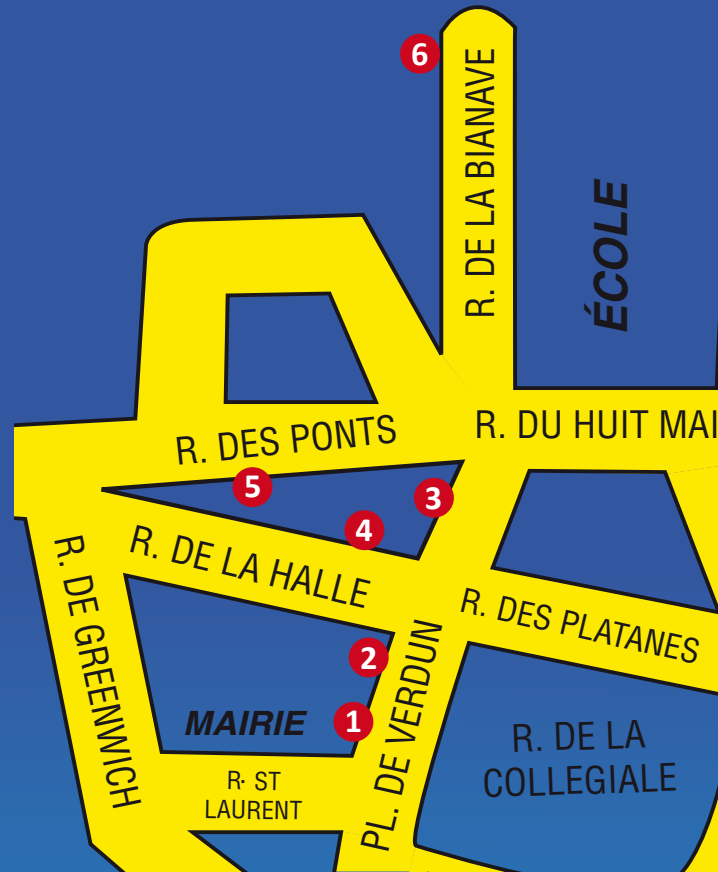 6
R. DE LA BIANAVE
ÉCOLE
R. DES PONTS
R. DU HUIT MAI
5
3
4
R. DE LA HALLE
R. DE GREENWICH
R. DES PLATANES
2
1
MAIRIE
PL. DE VERDUN
R. DE LA
COLLEGIALE
R· ST
LAURENT